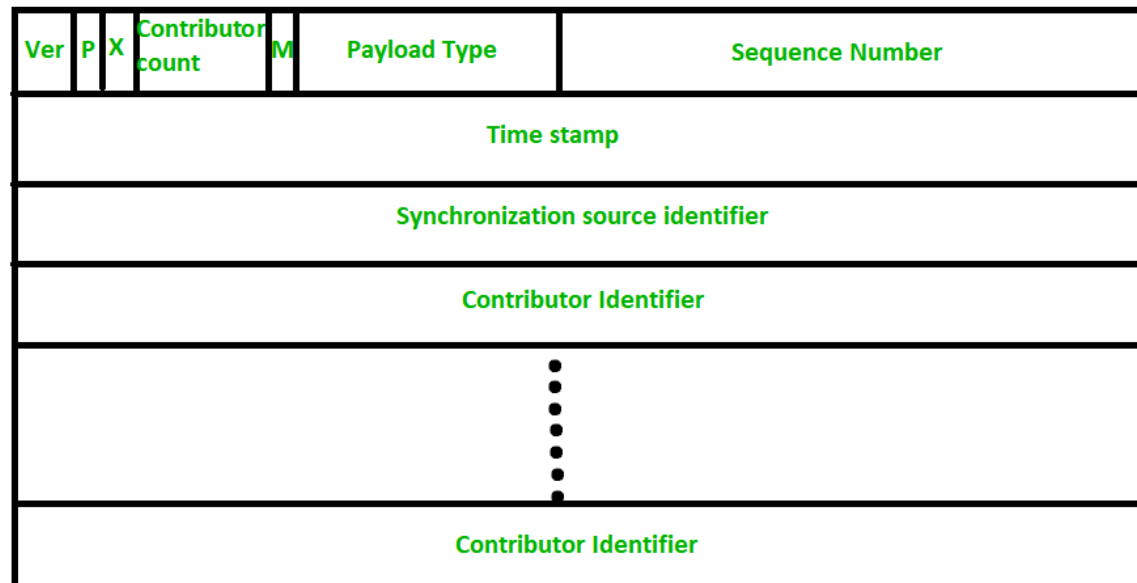 Ver P X Contributor count M Payload Type Sequence Number
Time stamp
Synchronization source identifier
Contributor Identifier
Contributor Identifier